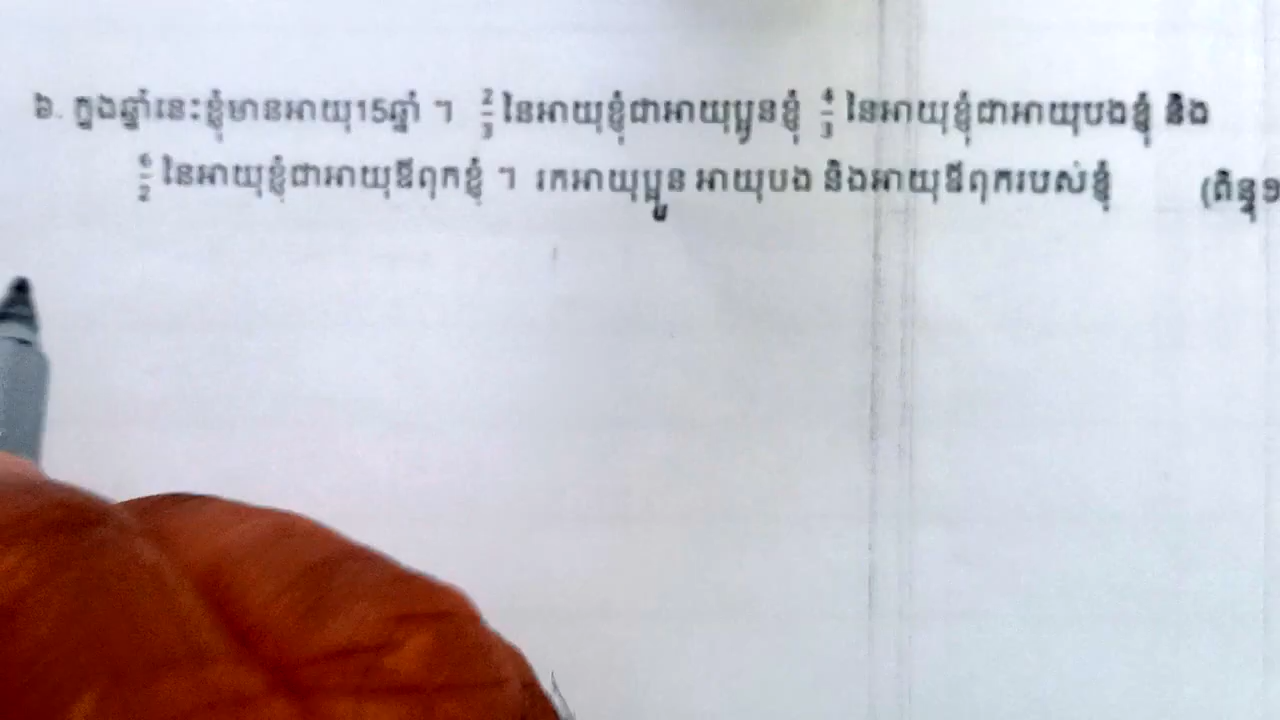 ៦. ក្នុងឆ្នាំនេះខ្ញុំមានអាយុ15ឆ្នាំ ។ 2/3 នៃអាយុខ្ញុំជាអាយុប្អូនខ្ញុំ 4/3 នៃអាយុខ្ញុំជាអាយុបងខ្ញុំ និង
6/2 នៃអាយុខ្ញុំជាអាយុឪពុកខ្ញុំ ។ រកអាយុប្អូន អាយុបង និងអាយុឪពុករបស់ខ្ញុំ (ពិន្ទុ១